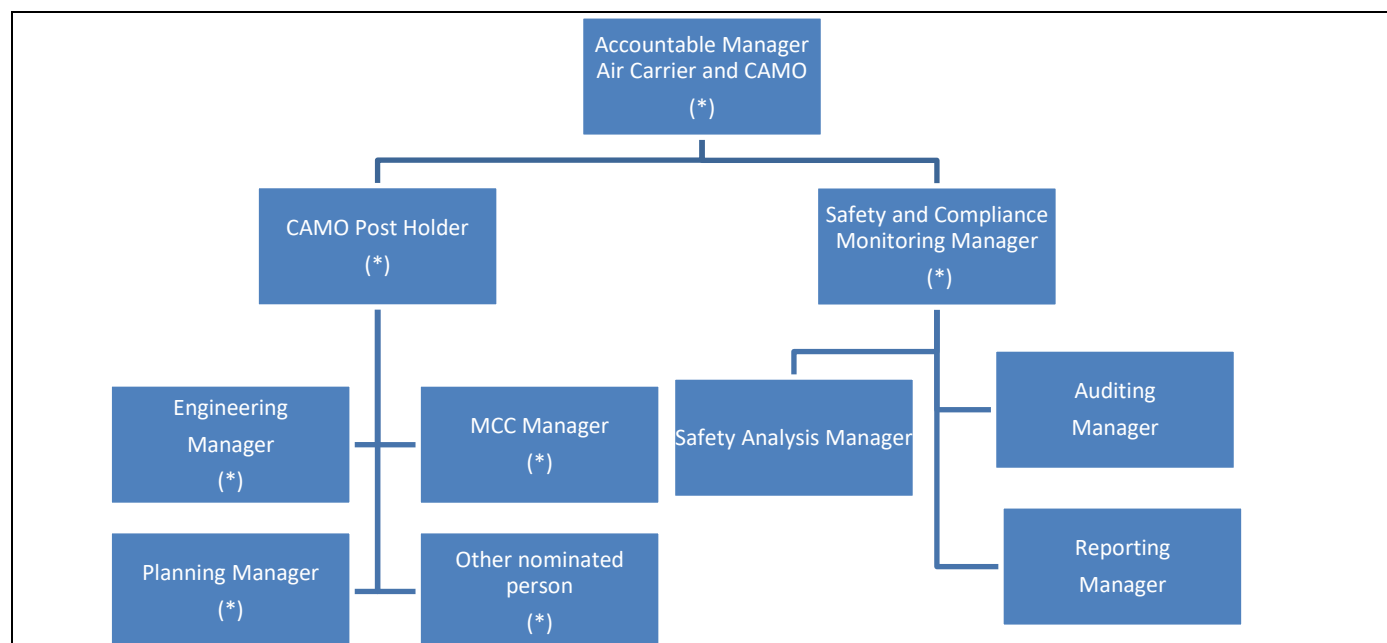 Accountable Manager
Air Carrier and CAMO
(*)
CAMO Post Holder
(*)
Safety and Compliance
Monitoring Manager
(*)
Engineering
Manager
(*)
MCC Manager
(*)
Safety Analysis Manager
Auditing
Manager
Planning Manager
(*)
Other nominated
person
(*)
Reporting
Manager